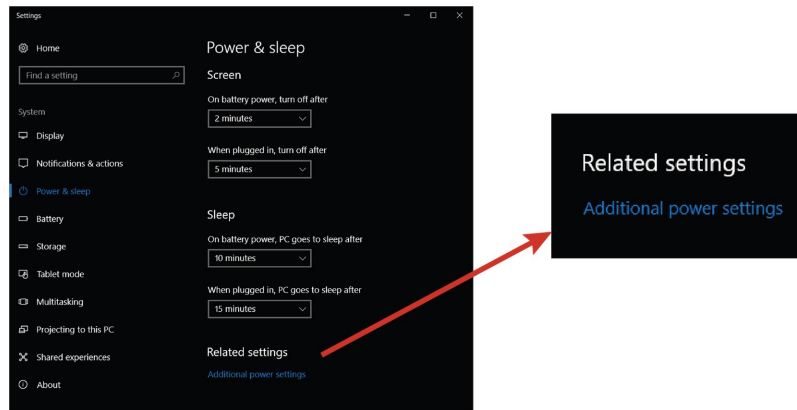 Settings
Home
Find a setting
System
Display
Notifications & actions
Power & sleep
Battery
Storage
Tablet mode
Multitasking
Projecting to this PC
Shared experiences
About
Power & sleep
Screen
On battery power, turn off after
2 minutes
When plugged in, turn off after
5 minutes
Sleep
On battery power, PC goes to sleep after
10 minutes
When plugged in, PC goes to sleep after
15 minutes
Related settings
Additional power settings
Related settings
Additional power settings